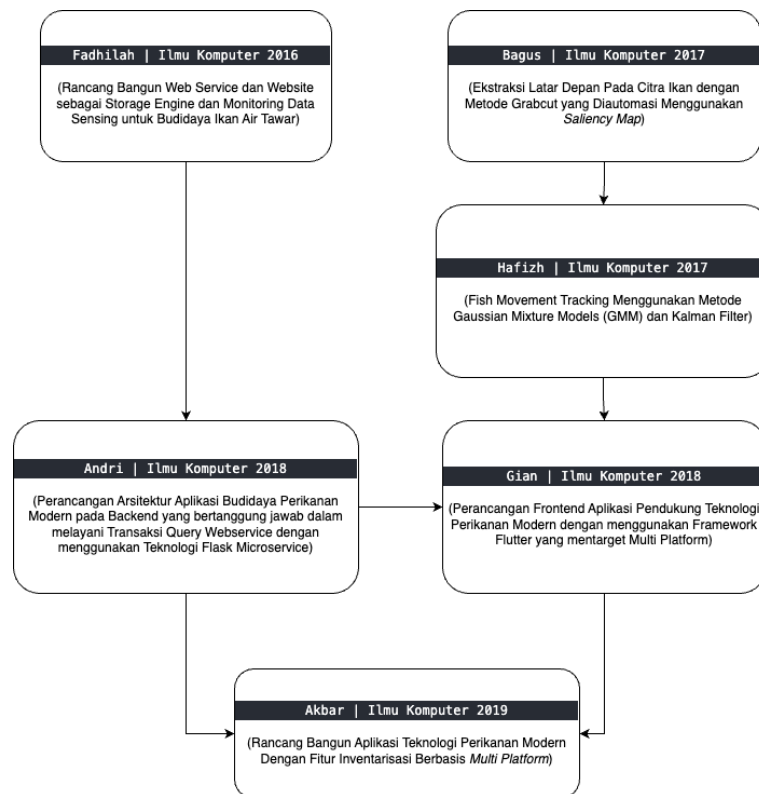 Fadhilah | Ilmu Komputer 2016
(Rancang Bangun Web Service dan Website
sebagai Storage Engine dan Monitoring Data
Sensing untuk Budidaya Ikan Air Tawar)
Bagus | Ilmu Komputer 2017
(Ekstraksi Latar Depan Pada Citra Ikan dengan
Metode Grabcut yang Diautomasi Menggunakan
Saliency Map)
Hafizh | Ilmu Komputer 2017
(Fish Movement Tracking Menggunakan Metode
Gaussian Mixture Models (GMM) dan Kalman Filter)
Andri | Ilmu Komputer 2018
(Perancangan Arsitektur Aplikasi Budidaya Perikanan
Modern pada Backend yang bertanggung jawab dalam
melayani Transaksi Query Webservice dengan
menggunakan Teknologi Flask Microservice)
Gian | Ilmu Komputer 2018
(Perancangan Frontend Aplikasi Pendukung Teknologi
Perikanan Modern dengan menggunakan Framework
Flutter yang mentarget Multi Platform)
Akbar | Ilmu Komputer 2019
(Rancang Bangun Aplikasi Teknologi Perikanan Modern
Dengan Fitur Inventarisasi Berbasis Multi Platform)